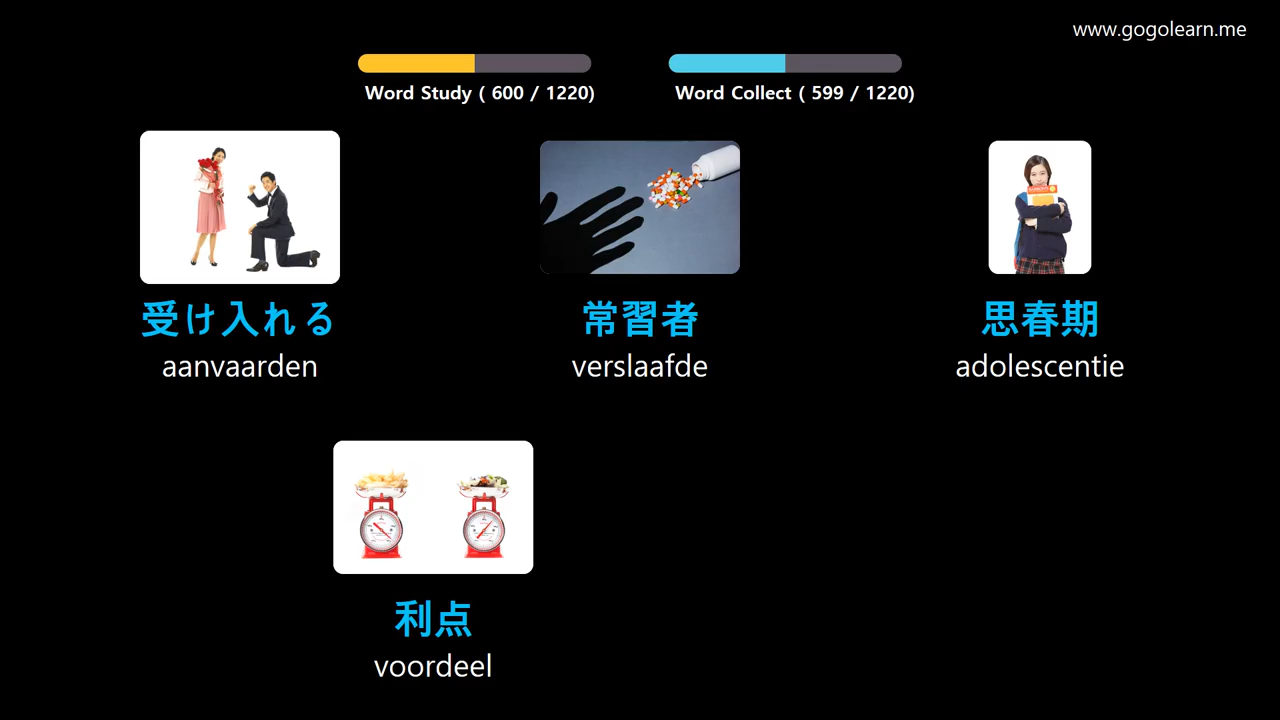 www.gogolearn.me
Word Study ( 600 / 1220)
Word Collect ( 599 / 1220)
受け入れる
aanvaarden
常習者
verslaafde
思春期
adolescentie
利点
voordeel